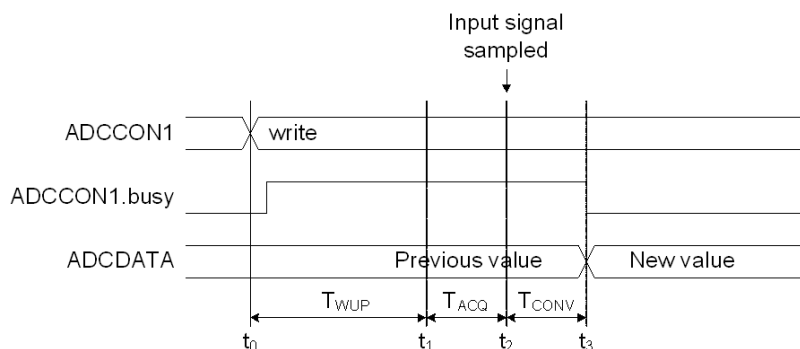 Input signal
sampled
ADCCON1
write
ADCCON1.busy
ADCDATA
Previous value
New value
TWUP
TACQ
TCONV
t0
t1
t2
t3